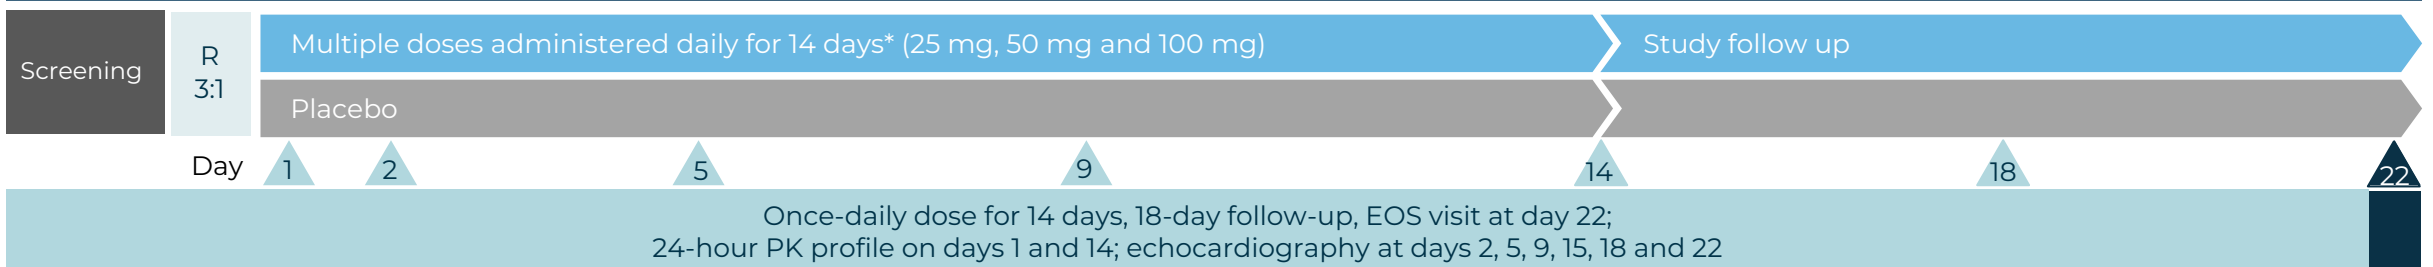 Screening
R
3:1
Multiple doses administered daily for 14 days* (25 mg, 50 mg and 100 mg)
Study follow up
Placebo
Day 1 2 5 9 14 18 22
Once-daily dose for 14 days, 18-day follow-up, EOS visit at day 22;
24-hour PK profile on days 1 and 14; echocardiography at days 2, 5, 9, 15, 18 and 22